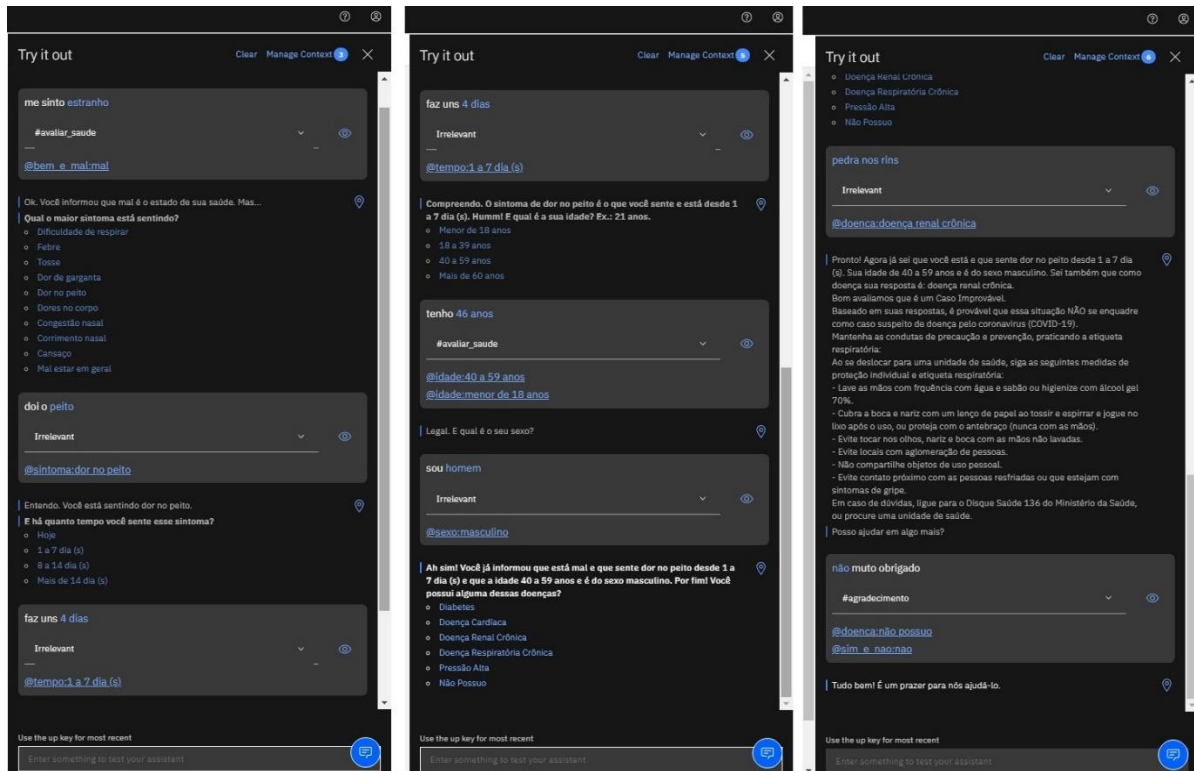 Try it out
Clear Manage Context 3
me sinto estranho
#avaliar_saude
@bem_e_mal:mal
Ok. Você informou que mal é o estado de sua saúde. Mas...
Qual o maior sintoma está sentindo?
Dificuldade de respirar
Febre
Tosse
Dor de garganta
Dor no peito
Dores no corpo
Congestão nasal
Corrimento nasal
Cansaço
Mal estar em geral
doi o peito
Irrelevant
@sintoma:dor no peito
Entendo. Você está sentindo dor no peito.
E há quanto tempo você sente esse sintoma?
Hoje
1 a 7 dia (s)
8 a 14 dia (s)
Mais de 14 dia (s)
faz uns 4 dias
Irrelevant
@tempo:1 a 7 dia (s)
Use the up key for most recent
Enter something to test your assistant
Try it out
Clear Manage Context
faz uns 4 dias
Irrelevant
@tempo:1 a 7 dia (s)
Compreendo. O sintoma de dor no peito é o que você sente e está desde 1
a 7 dia (s). Humm! E qual é a sua idade? Ex.: 21 anos.
Menor de 18 anos
18 a 39 anos
40 a 59 anos
Mais de 60 anos
tenho 46 anos
#avaliar_saude
@idade:40 a 59 anos
@idade:menor de 18 anos
Legal. E qual é o seu sexo?
sou homem
Irrelevant
@sexo:masculino
Ah sim! Você já informou que está mal e que sente dor no peito desde 1 a
7 dia (s) e que a idade 40 a 59 anos e é do sexo masculino. Por fim! Você
possui alguma dessas doenças?
Diabetes
Doença Cardíaca
Doença Renal Crônica
Doença Respiratória Crônica
Pressão Alta
Não Possuo
Use the up key for most recent
Enter something to test your assistant
Try it out
Clear Manage Context
Doença Renal Crônica
Doença Respiratória Crônica
Pressão Alta
Não Possuo
pedra nos rins
Irrelevant
@doenca:doença renal crônica
Pronto! Agora já sei que você está e que sente dor no peito desde 1 a 7 dia
(s). Sua idade de 40 a 59 anos e é do sexo masculino. Sei também que como
doença sua resposta é: doença renal crônica.
Bom avaliamos que é um Caso Improvável.
Baseado em suas respostas, é provável que essa situação NÃO se enquadre
como caso suspeito de doença pelo coronavirus (COVID-19).
Mantenha as condutas de precaução e prevenção, praticando a etiqueta
respiratória:
Ao se deslocar para uma unidade de saúde, siga as seguintes medidas de
proteção individual e etiqueta respiratória:
- Lave as mãos com frquência com água e sabão ou higienize com álcool gel
70%.
- Cubra a boca e nariz com um lenço de papel ao tossir e espirrar e jogue no
lixo após o uso, ou proteja com o antebraço (nunca com as mãos).
- Evite tocar nos olhos, nariz e boca com as mãos não lavadas.
- Evite locais com aglomeração de pessoas.
- Não compartilhe objetos de uso pessoal.
- Evite contato próximo com as pessoas resfriadas ou que estejam com
sintomas de gripe.
Em caso de dúvidas, ligue para o Disque Saúde 136 do Ministério da Saúde,
ou procure uma unidade de saúde.
Posso ajudar em algo mais?
não muto obrigado
#agradecimento
@doenca:não possuo
@sim_e_nao:nao
Tudo bem! É um prazer para nós ajudá-lo.
Use the up key for most recent
Enter something to test your assistant